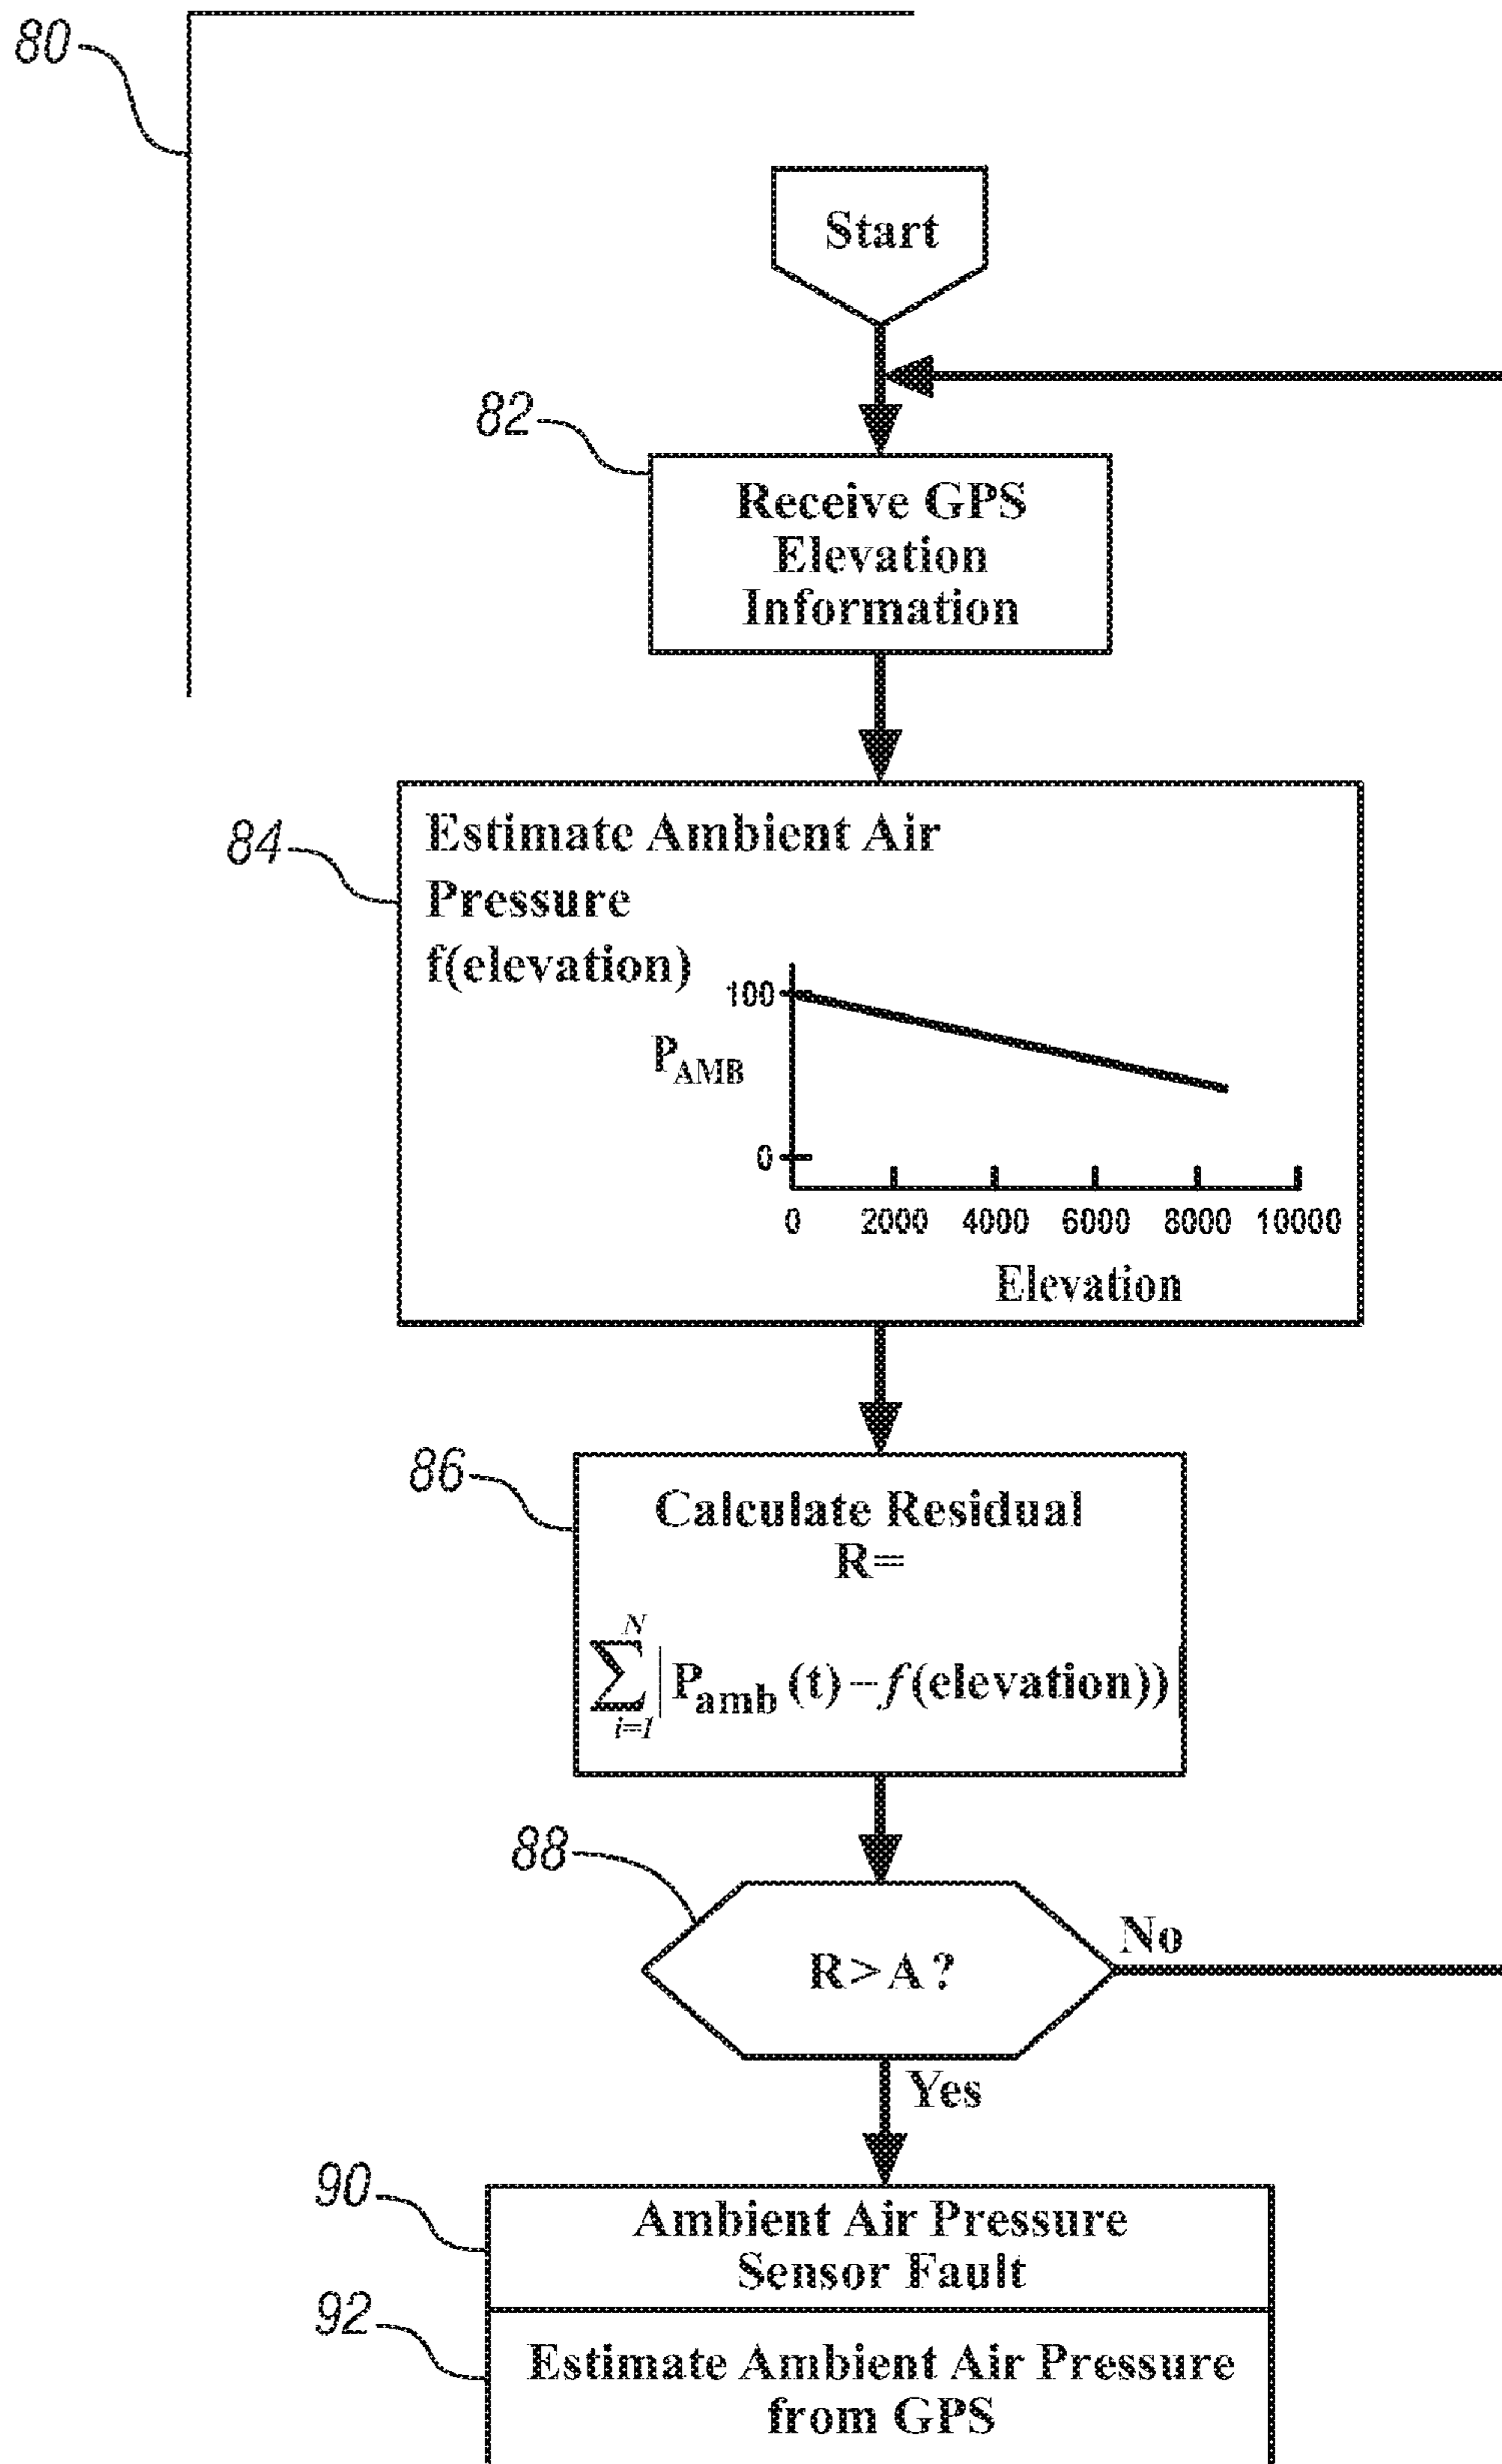 80
Start
82
Receive GPS
Elevation
Information
84
Estimate Ambient Air
Pressure
f(elevation)
100
P_AMB
0
0 2000 4000 6000 8000 10000
Elevation
86
Calculate Residual
R=
N
∑|P_amb (t) – f(elevation))|
i=1
88
R>A?
No
Yes
90
Ambient Air Pressure
Sensor Fault
92
Estimate Ambient Air Pressure
from GPS